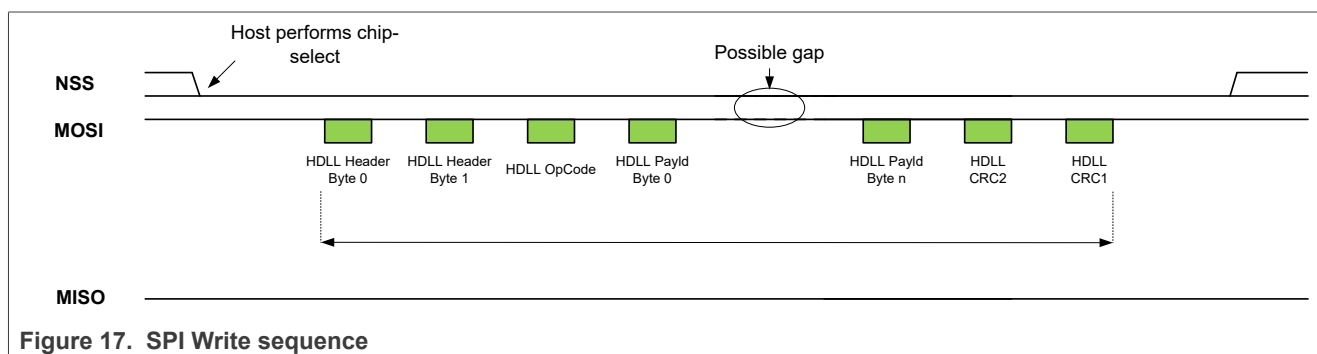 Host performs chip-
select
Possible gap
NSS
MOSI
HDLL Header
Byte 0
HDLL Header
Byte 1
HDLL OpCode
HDLL Payld
Byte 0
HDLL Payld
Byte n
HDLL
CRC2
HDLL
CRC1
MISO
Figure 17. SPI Write sequence